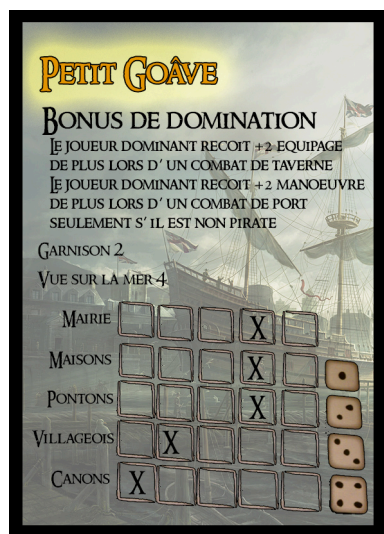 PETIT GOÂVE
BONUS DE DOMINATION
LE JOUEUR DOMINANT RECOIT +2 EQUIPAGE
DE PLUS LORS D' UN COMBAT DE TAVERNE
LE JOUEUR DOMINANT RECOIT +2 MANOEUVRE
DE PLUS LORS D' UN COMBAT DE PORT
SEULEMENT S' IL EST NON PIRATE
GARNISON 2
VUE SUR LA MER 4
MAIRIE X
MAISONS X
PONTONS X
VILLAGEOIS X
CANONS X